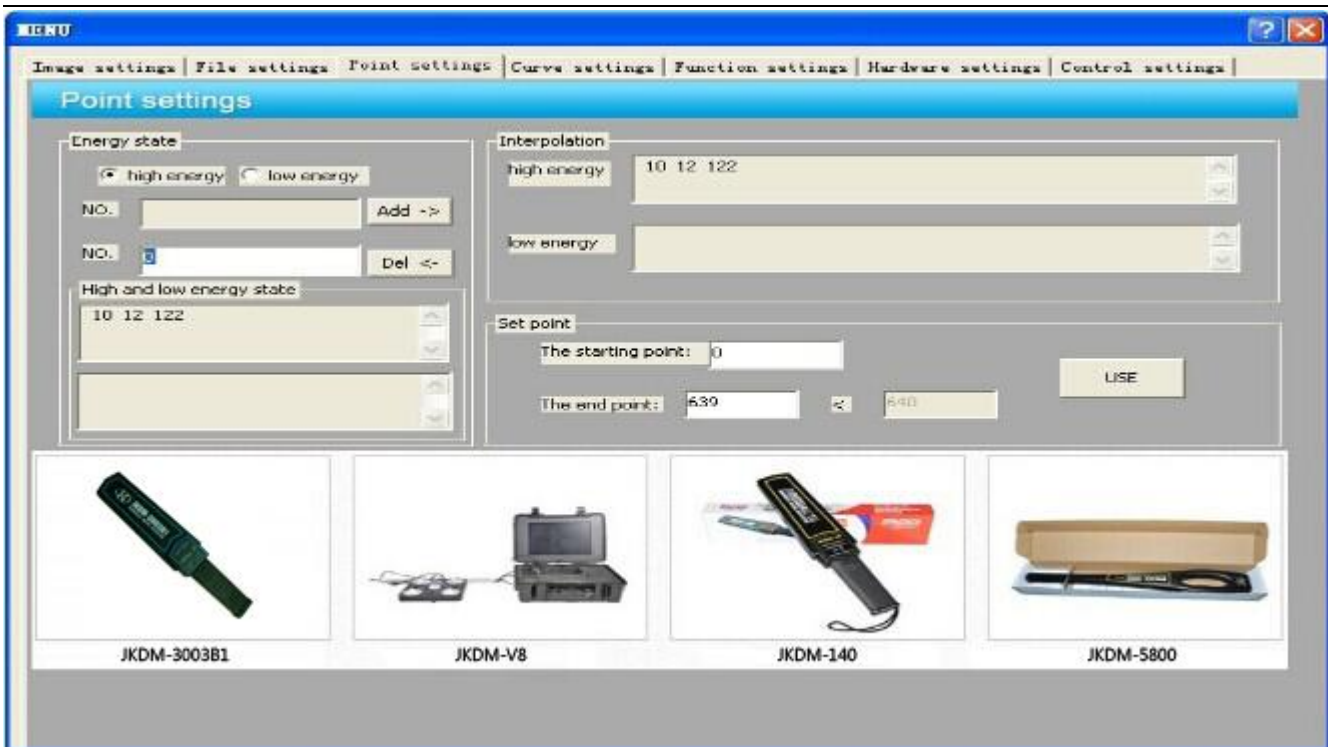 MENU
Image settings File settings Point settings Curve settings Function settings Hardware settings Control settings
Point settings
Energy state
high energy low energy
NO. Add ->
NO. 0 Del <-
High and low energy state
10 12 122
Interpolation
high energy 10 12 122
low energy
Set point
The starting point: 0
The end point: 639 < 640
USE
JKDM-3003B1
JKDM-V8
JKDM-140
JKDM-5800